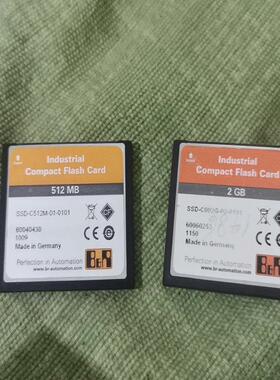 Industrial
Compact Flash Card
512 MB
SSD-C512M-01-0101
60040430
1009
Made in Germany
Perfection in Automation
www.br-automation.com
B&R
Industrial
Compact Flash Card
2 GB
60060253
1150
Made in Germany
Perfection in Automation
www.br-automation.com
B&R